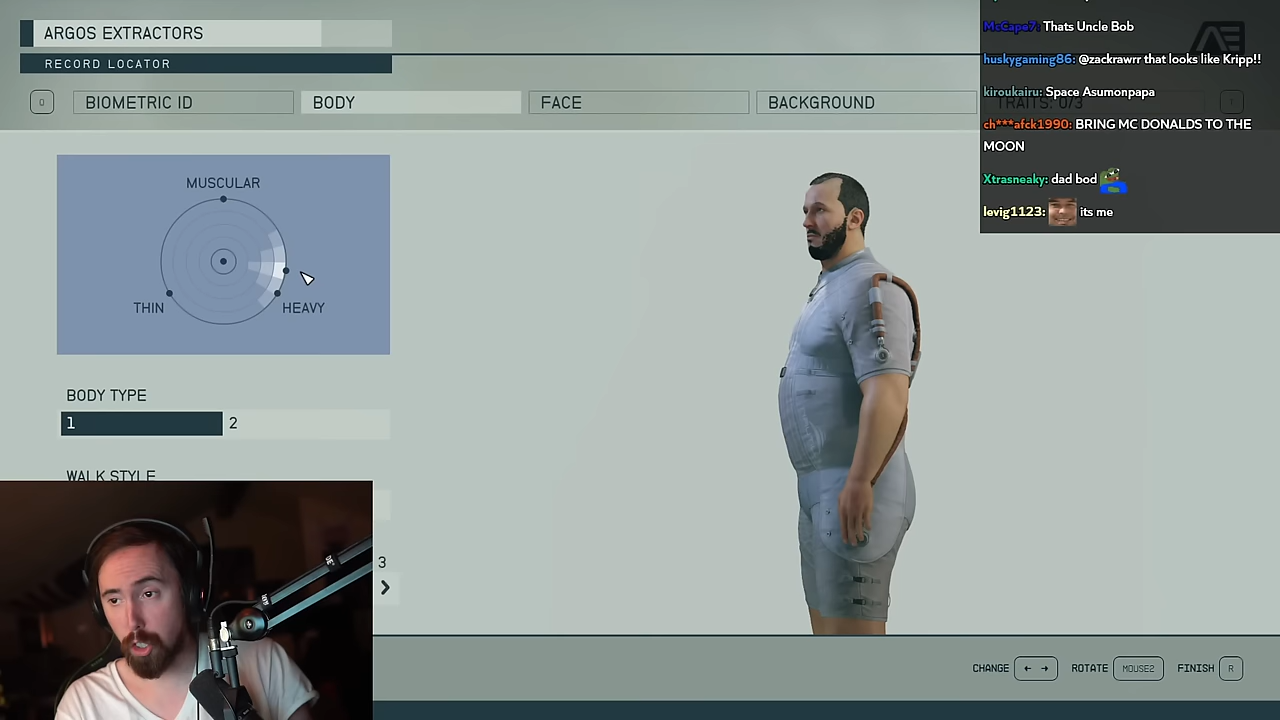 ARGOS EXTRACTORS
RECORD LOCATOR
BIOMETRIC ID
BODY
FACE
BACKGROUND
TRAITS: 0/3
MUSCULAR
THIN
HEAVY
BODY TYPE
1
2
WALK STYLE
3
McCape7: Thats Uncle Bob
huskygaming86: @zackrawrr that looks like Kripp!!
kiroukairu: Space Asumonpapa
ch***afck1990: BRING MC DONALDS TO THE
MOON
Xtrasneaky: dad bod
levig1123: its me
CHANGE
ROTATE MOUSE2
FINISH R